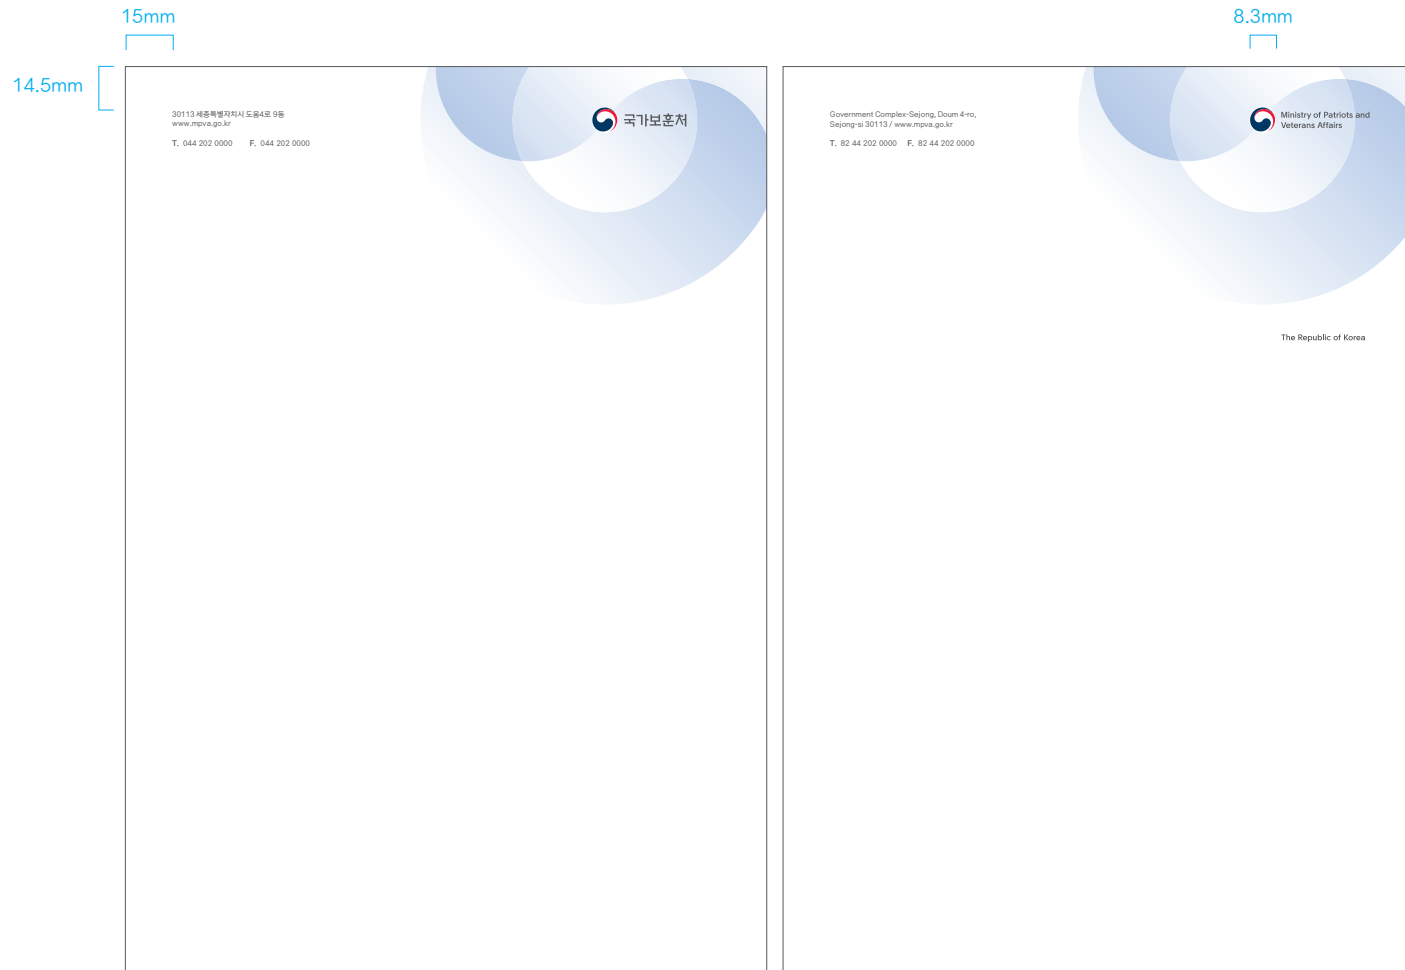 15mm
8.3mm
14.5mm
30113 세종특별자치시 도움4로 9동
www.mpva.go.kr
T. 044 202 0000 F. 044 202 0000
국가보훈처
Government Complex-Sejong, Doum 4-ro,
Sejong-si 30113 / www.mpva.go.kr
T. 82 44 202 0000 F. 82 44 202 0000
Ministry of Patriots and
Veterans Affairs
The Republic of Korea